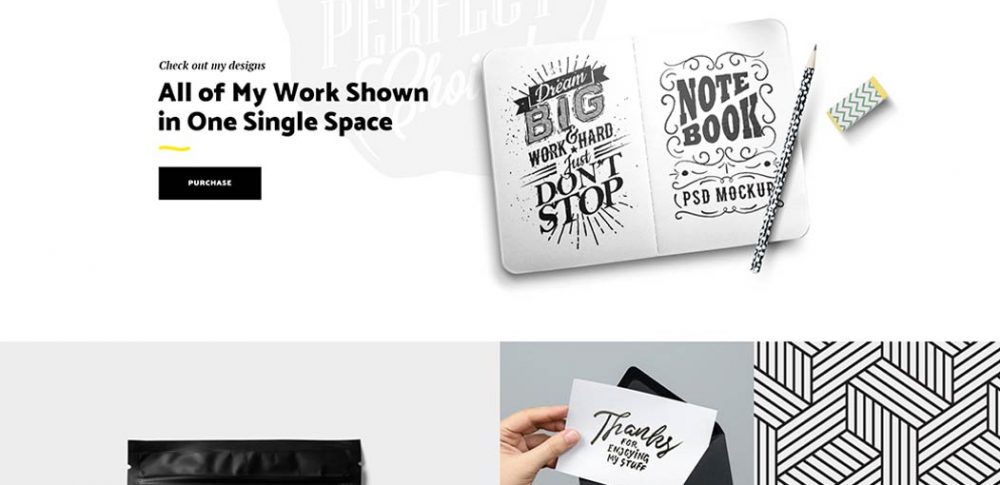 PERFECT
Choice
&
Check out my designs
All of My Work Shown
in One Single Space
PURCHASE
Dream
BIG
WORK & HARD
Just
DON'T
STOP
NOTE
BOOK
PSD MOCKUP
Thanks
FOR
ENJOYING
MY STUFF